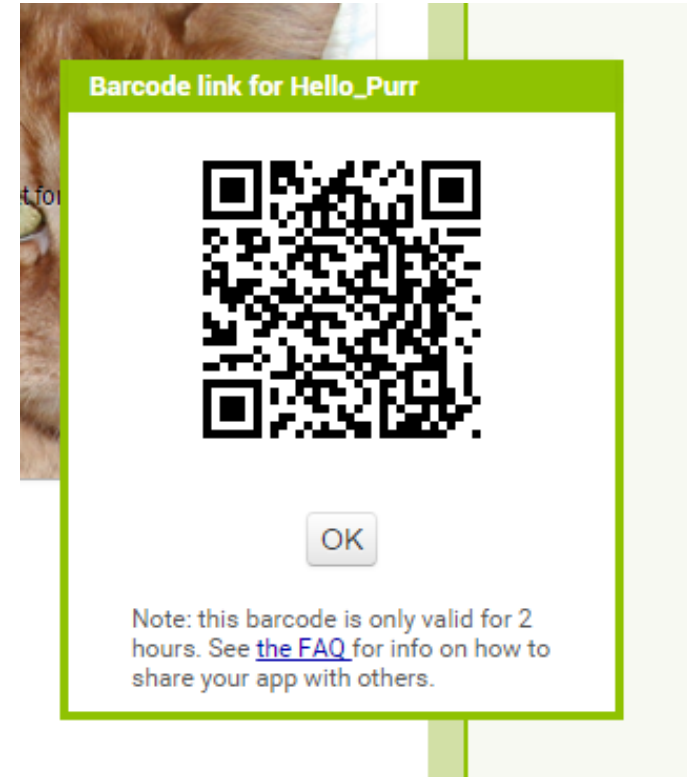 Barcode link for Hello_Purr
t for
OK
Note: this barcode is only valid for 2
hours. See the FAQ for info on how to
share your app with others.